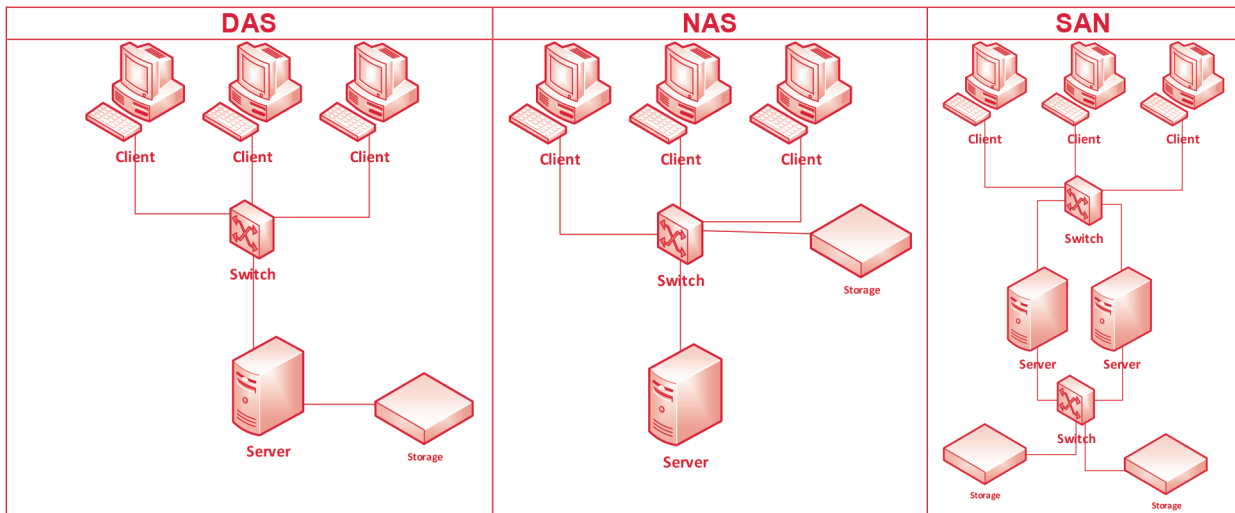 DAS
NAS
SAN
Client Client Client
Switch
Server
Storage
Client Client Client
Switch
Storage
Server
Client Client Client
Switch
Server Server
Switch
Storage Storage